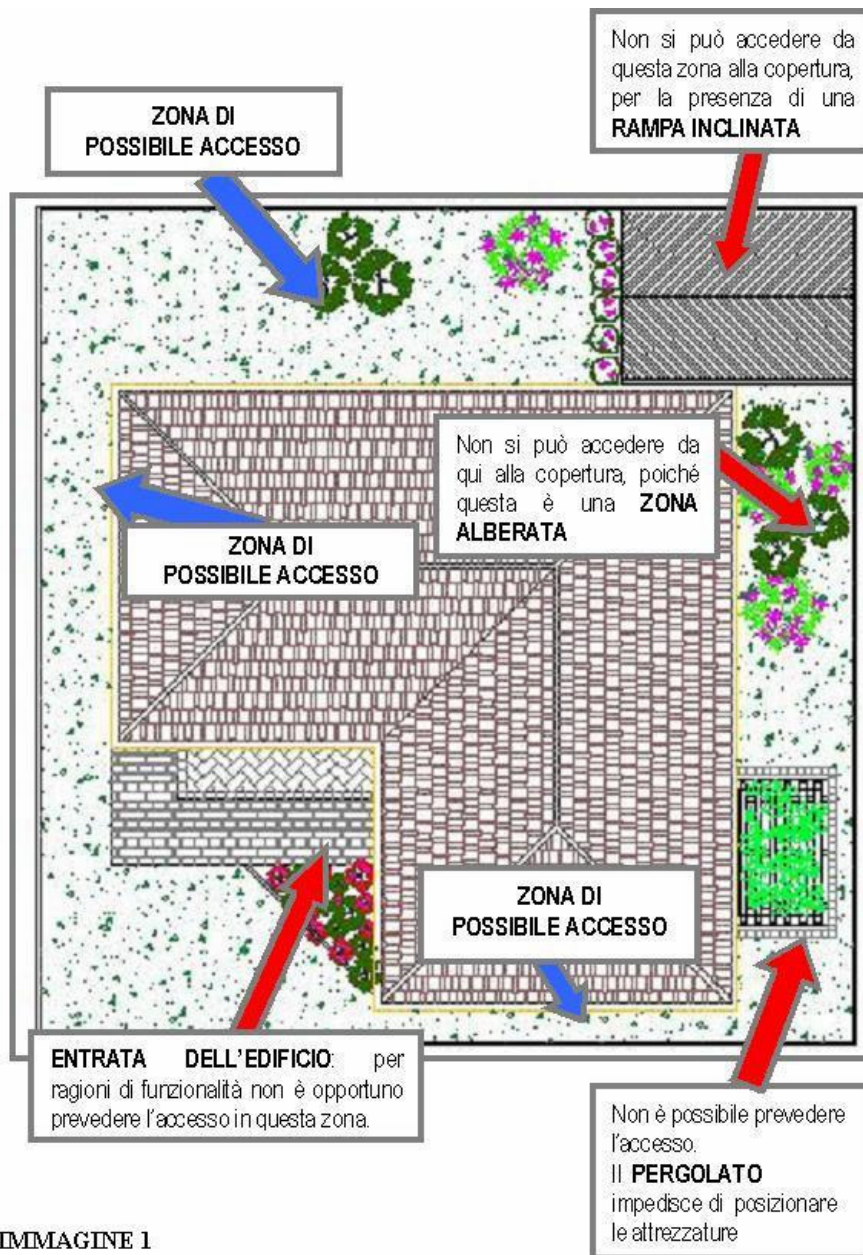 Non si può accedere da
questa zona alla copertura,
per la presenza di una
RAMPA INCLINATA
ZONA DI
POSSIBILE ACCESSO
Non si può accedere da
qui alla copertura, poiché
questa è una ZONA
ALBERATA
ZONA DI
POSSIBILE ACCESSO
ZONA DI
POSSIBILE ACCESSO
ENTRATA DELL'EDIFICIO: per
ragioni di funzionalità non è opportuno
prevedere l'accesso in questa zona.
Non è possibile prevedere
l'accesso.
Il PERGOLATO
impedisce di posizionare
le attrezzature
IMMAGINE 1